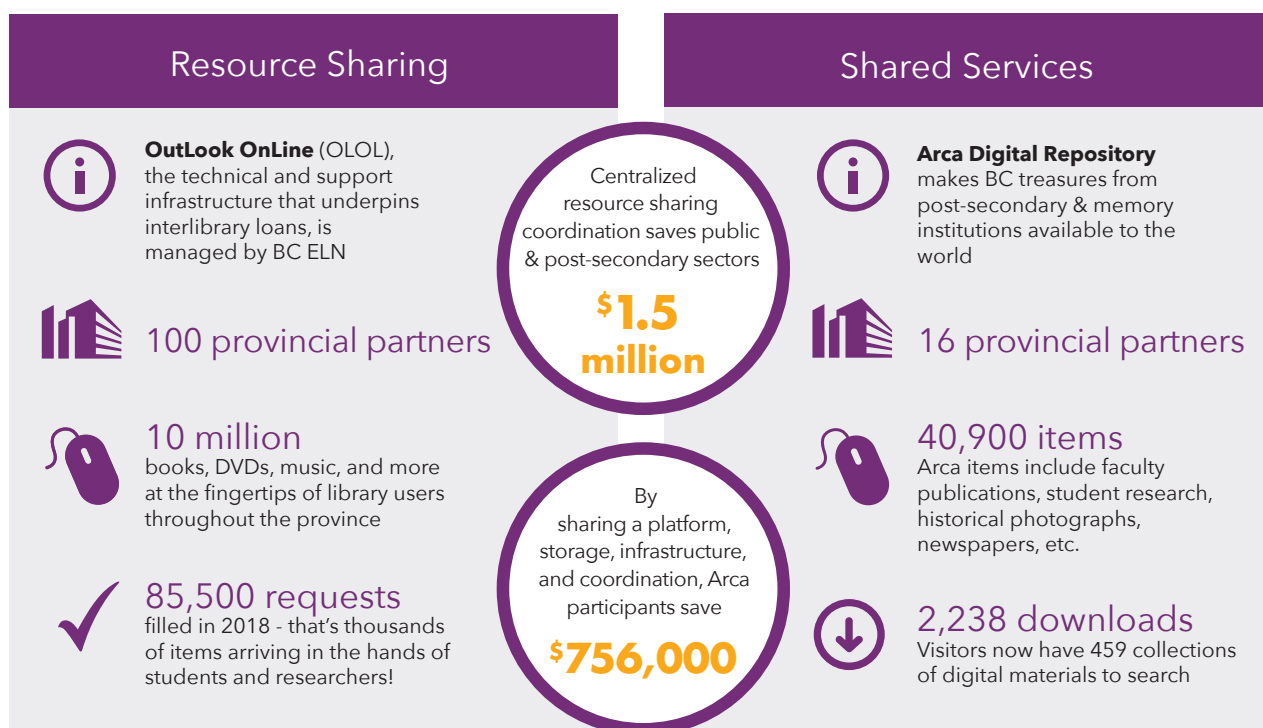 Resource Sharing
OutLook OnLine (OLOL),
the technical and support
infrastructure that underpins
interlibrary loans, is
managed by BC ELN
100 provincial partners
10 million
books, DVDs, music, and more
at the fingertips of library users
throughout the province
85,500 requests
filled in 2018 - that's thousands
of items arriving in the hands of
students and researchers!
Centralized
resource sharing
coordination saves public
& post-secondary sectors
$1.5
million
By
sharing a platform,
storage, infrastructure,
and coordination, Arca
participants save
$756,000
Shared Services
Arca Digital Repository
makes BC treasures from
post-secondary & memory
institutions available to the
world
16 provincial partners
40,900 items
Arca items include faculty
publications, student research,
historical photographs,
newspapers, etc.
2,238 downloads
Visitors now have 459 collections
of digital materials to search